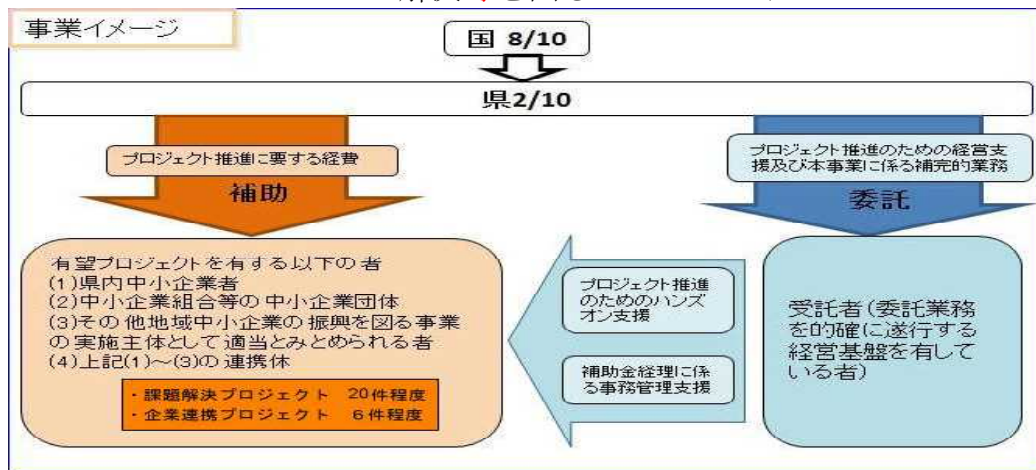 事業イメージ
国 8/10
県2/10
プロジェクト推進に要する経費
補助
プロジェクト推進のための経営支
援及び本事業に係る補完的業務
委託
有望プロジェクトを有する以下の者
(1)県内中小企業者
(2)中小企業組合等の中小企業団体
(3)その他地域中小企業の振興を図る事業
の実施主体として適当とみとめられる者
(4)上記(1)~(3)の連携体
・課題解決プロジェクト 20件程度
・企業連携プロジェクト 6件程度
プロジェクト推進
のためのハンズ
オン支援
補助金経理に係
る事務管理支援
受託者(委託業務
を的確に遂行する
経営基盤を有して
いる者)